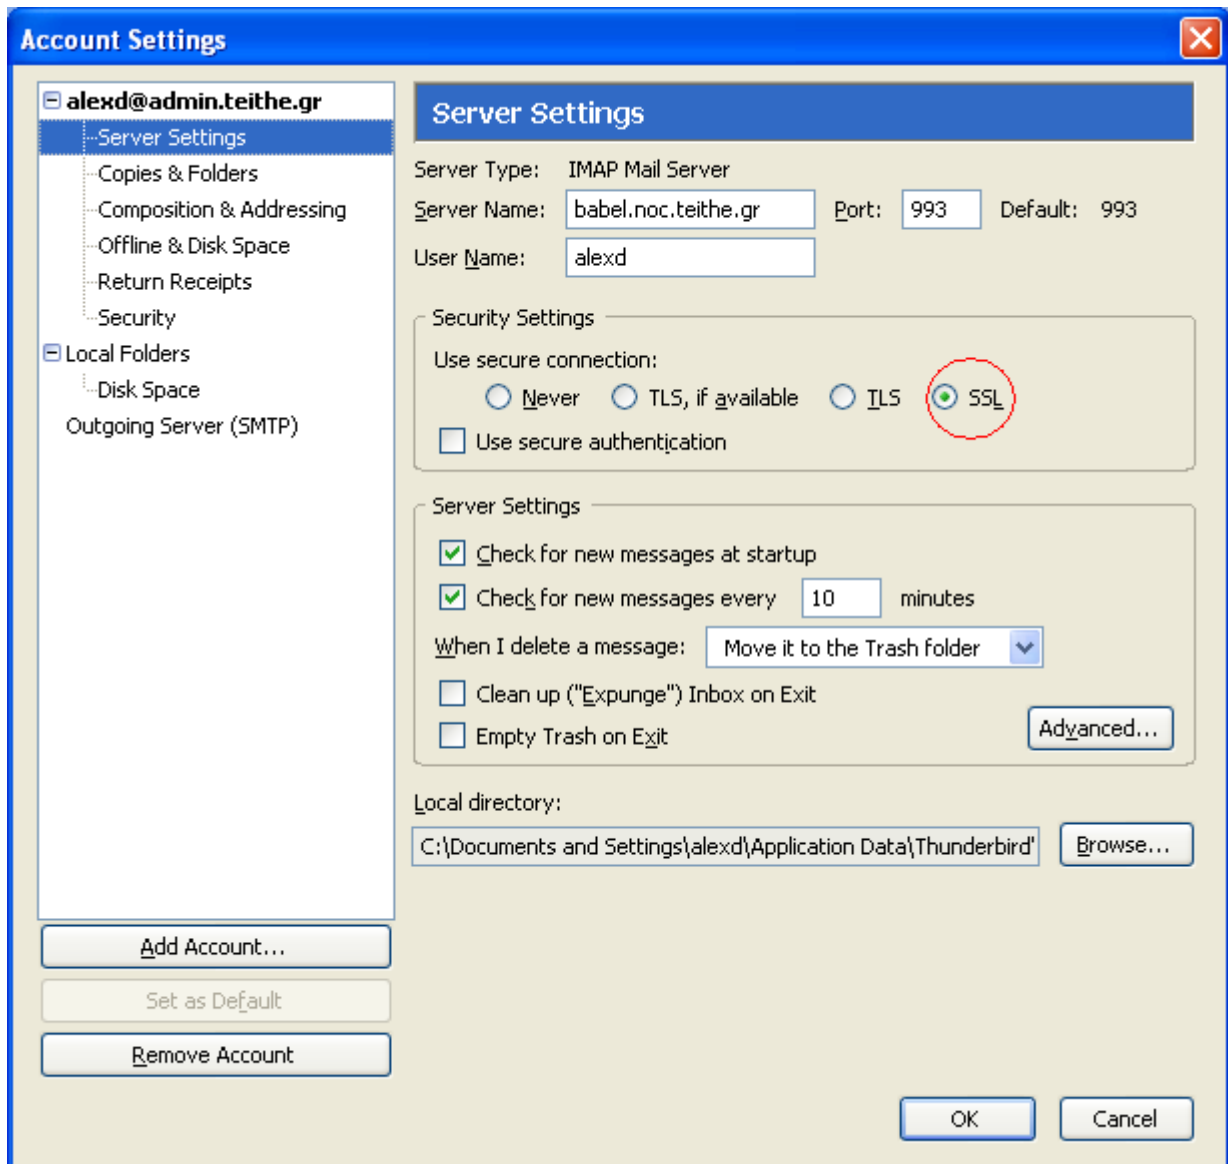 Account Settings
alexd@admin.teithe.gr
Server Settings
Copies & Folders
Composition & Addressing
Offline & Disk Space
Return Receipts
Security
Local Folders
Disk Space
Outgoing Server (SMTP)
Add Account...
Set as Default
Remove Account
Server Settings
Server Type: IMAP Mail Server
Server Name: babel.noc.teithe.gr Port: 993 Default: 993
User Name: alexd
Security Settings
Use secure connection:
Never TLS, if available TLS SSL
Use secure authentication
Server Settings
Check for new messages at startup
Check for new messages every 10 minutes
When I delete a message: Move it to the Trash folder
Clean up ("Expunge") Inbox on Exit
Empty Trash on Exit
Advanced...
Local directory:
C:\Documents and Settings\alexd\Application Data\Thunderbird Browse...
OK Cancel